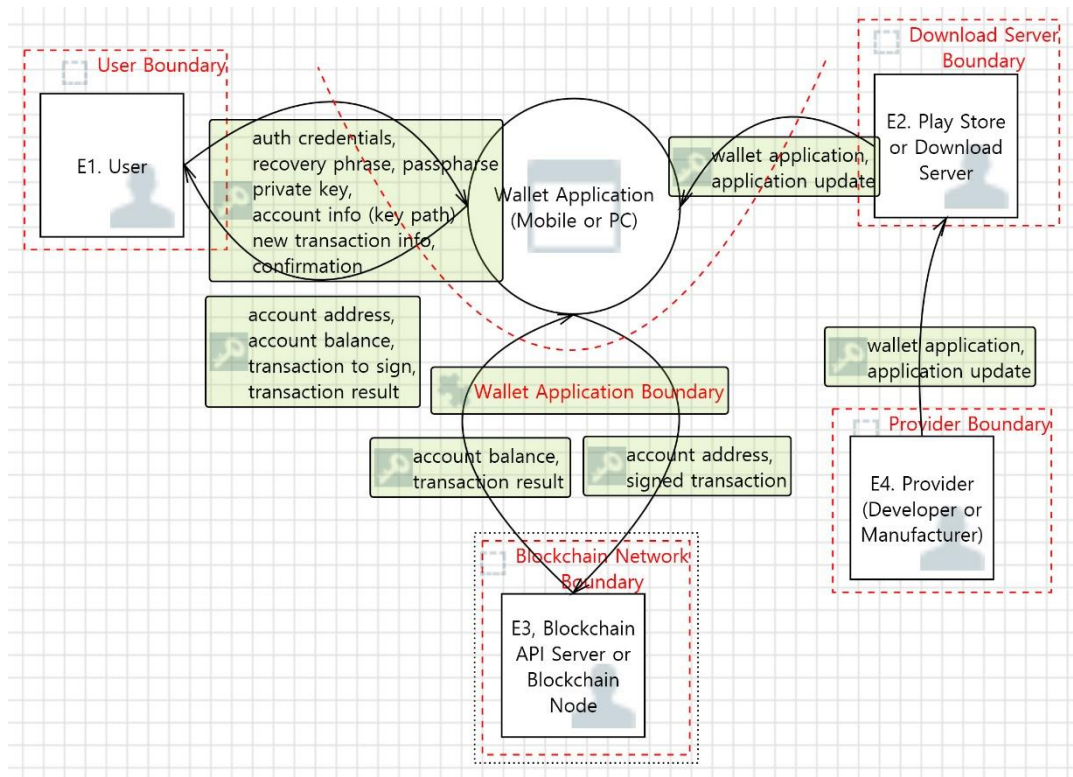 User Boundary
E1. User
auth credentials,
recovery phrase, passpharse
private key,
account info (key path)
new transaction info,
confirmation
account address,
account balance,
transaction to sign,
transaction result
Wallet Application
(Mobile or PC)
wallet application,
application update
Download Server
Boundary
E2. Play Store
or Download
Server
wallet application,
application update
Wallet Application Boundary
account balance,
transaction result
account address,
signed transaction
Provider Boundary
E4. Provider
(Developer or
Manufacturer)
Blockchain Network
Boundary
E3, Blockchain
API Server or
Blockchain
Node